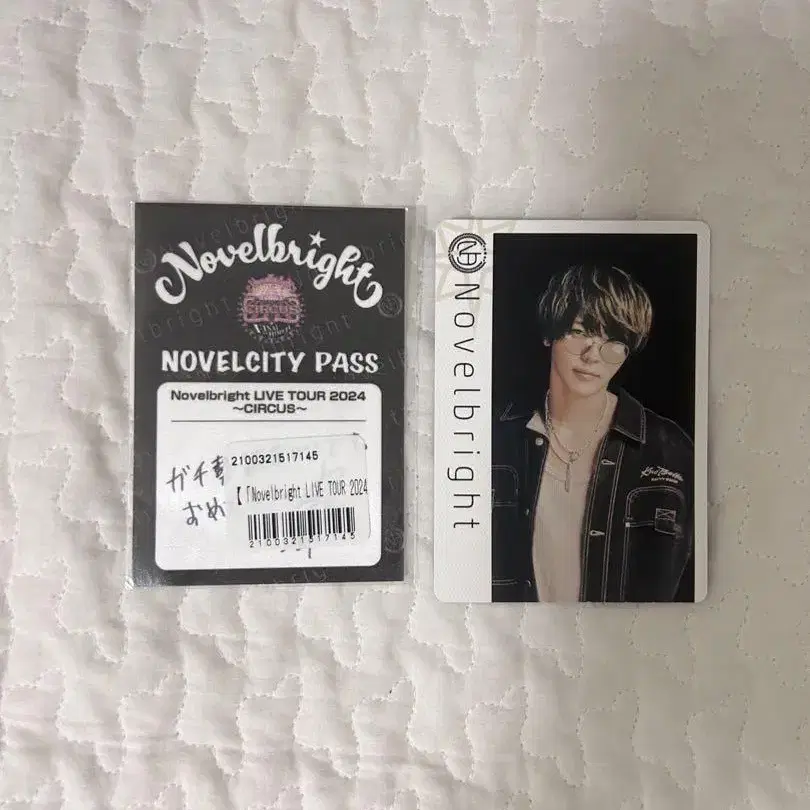 Novelbright
CIRCUS
NOVELCITY PASS
Novelbright LIVE TOUR 2024
~CIRCUS~
ガチ
おめ
2100321517145
【「Novelbright LIVE TOUR 2024
2100321517145
Novelbright